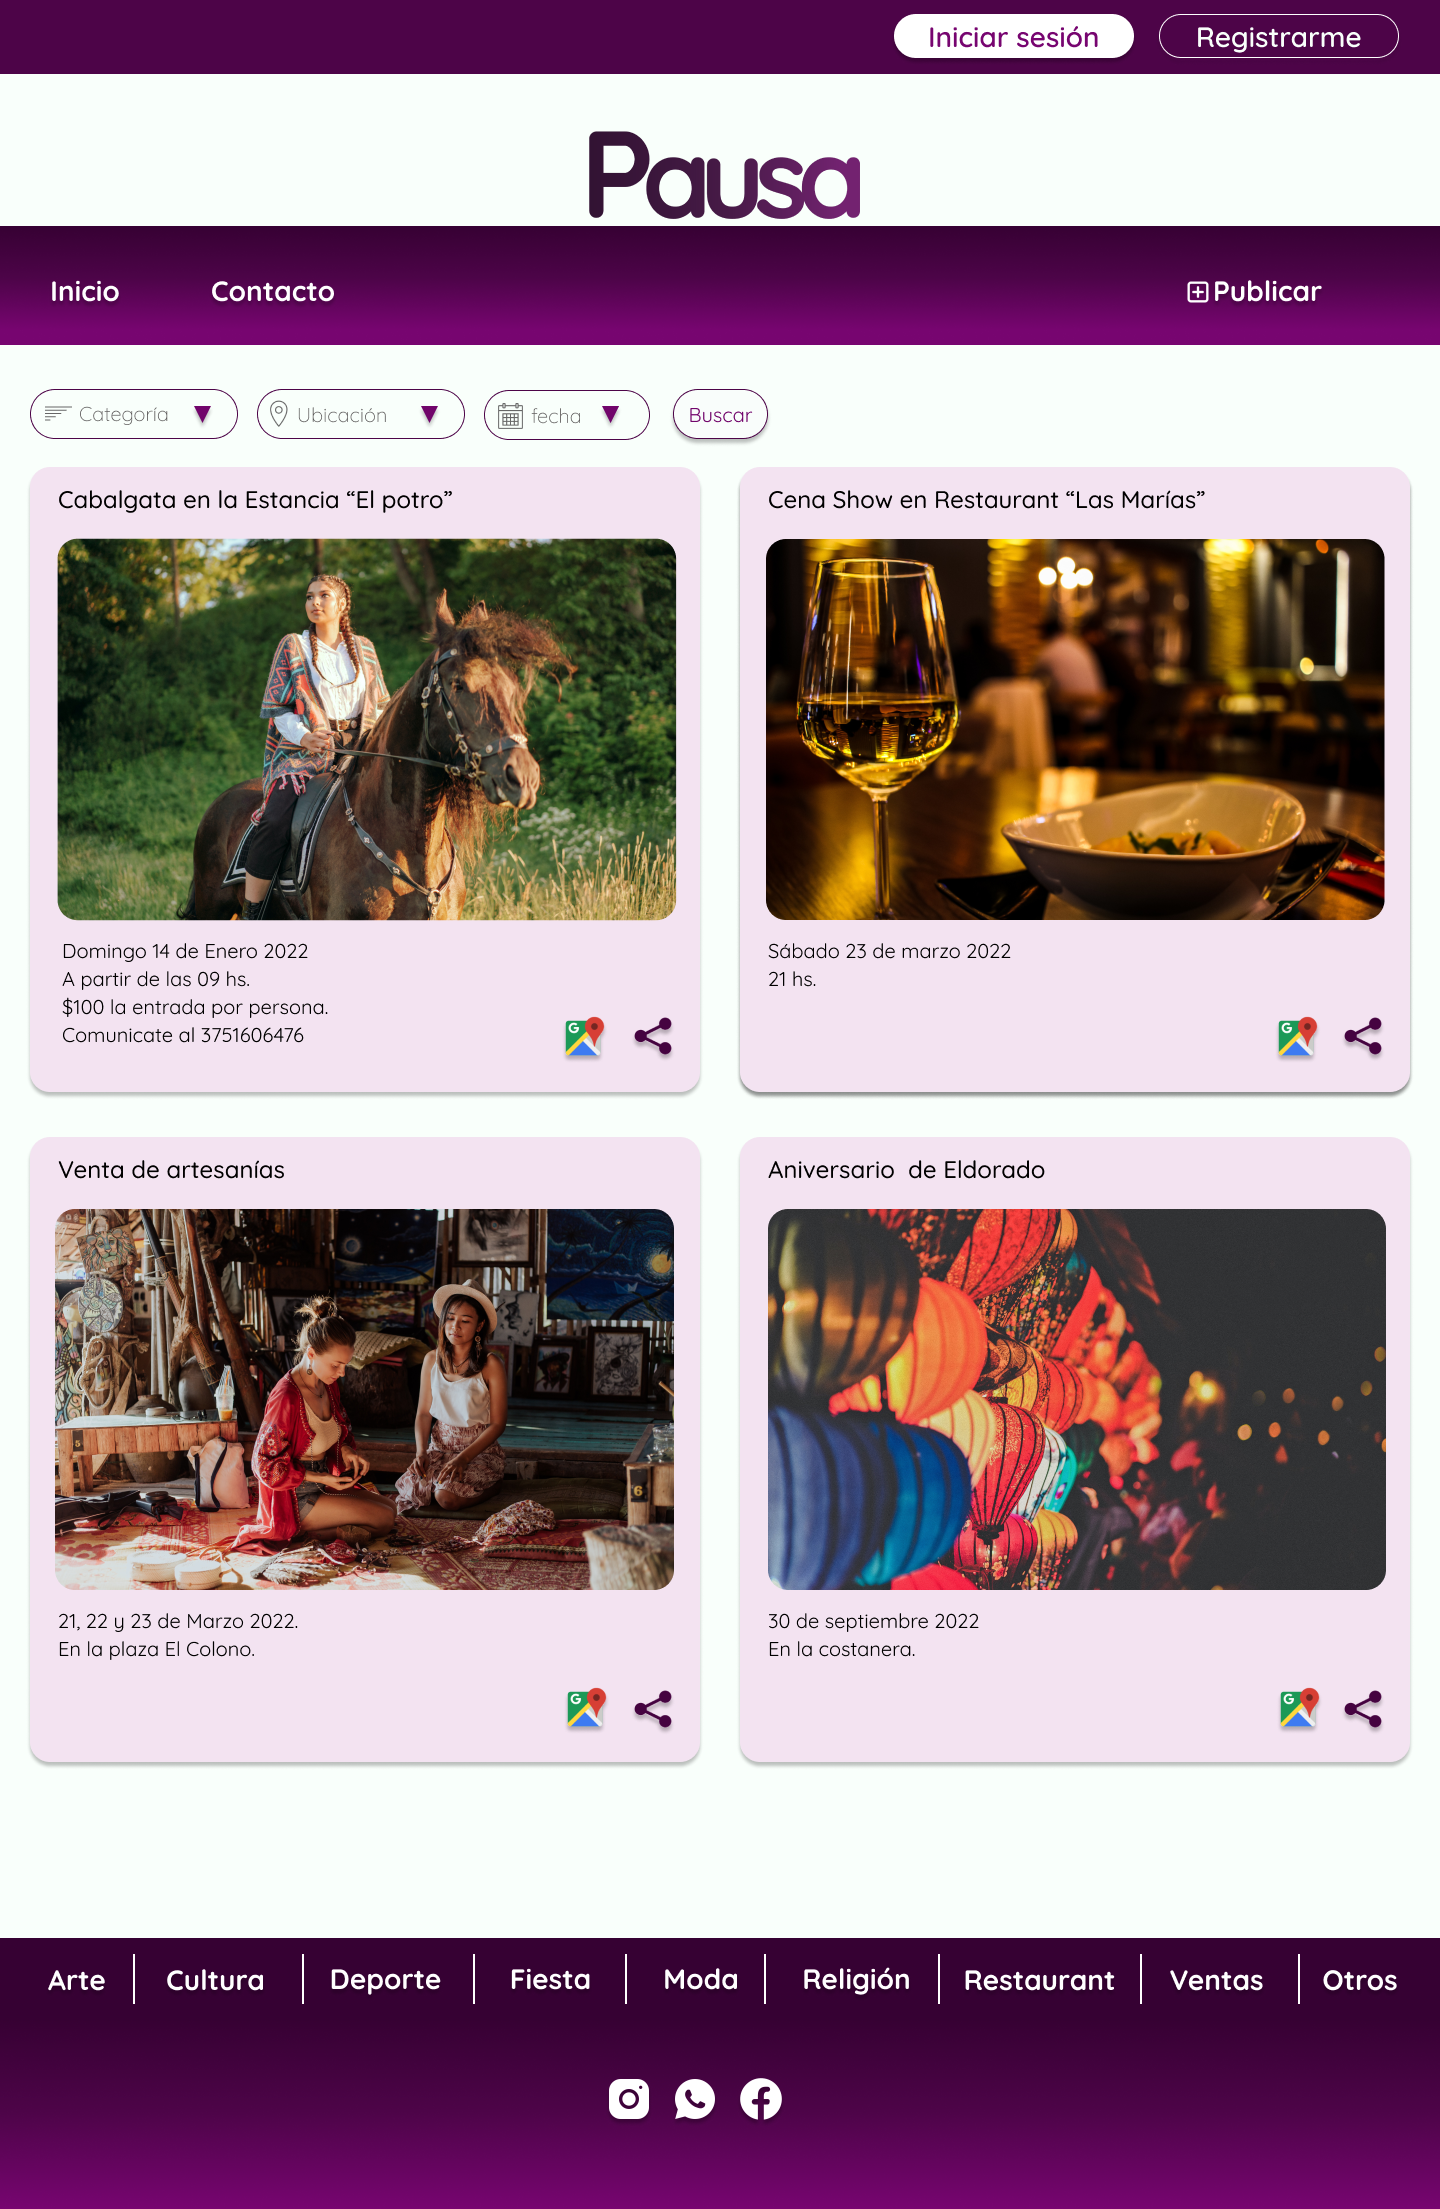 Iniciar sesión
Registrarme
Pausa
Inicio
Contacto
Publicar
Categoría
Ubicación
fecha
Buscar
Cabalgata en la Estancia “El potro”
Domingo 14 de Enero 2022
A partir de las 09 hs.
$100 la entrada por persona.
Comunicate al 3751606476
G
Cena Show en Restaurant “Las Marías”
Sábado 23 de marzo 2022
21 hs.
G
Venta de artesanías
6
21, 22 y 23 de Marzo 2022.
En la plaza El Colono.
G
Aniversario  de Eldorado
30 de septiembre 2022
En la costanera.
G
Arte
Cultura
Deporte
Fiesta
Moda
Religión
Restaurant
Ventas
Otros